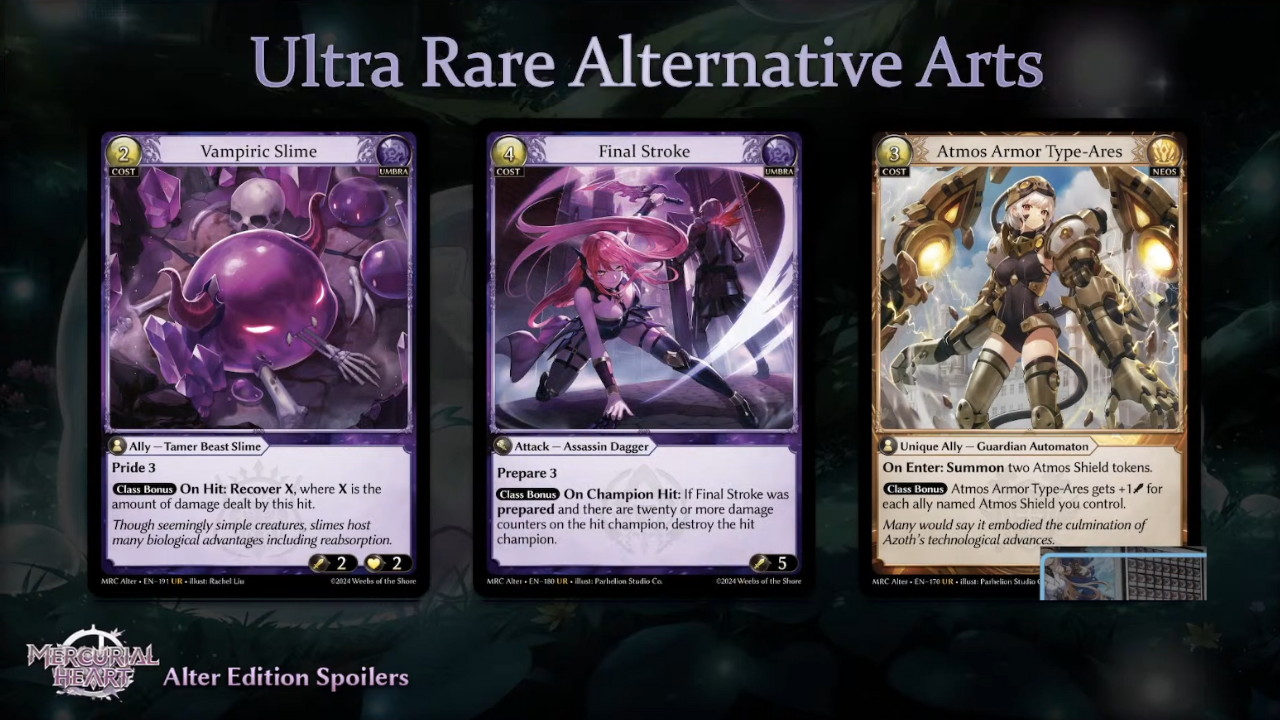 Ultra Rare Alternative Arts
2
COST
Vampiric Slime
UMBRA
Ally — Tamer Beast Slime
Pride 3
Class Bonus On Hit: Recover X, where X is the
amount of damage dealt by this hit.
Though seemingly simple creatures, slimes host
many biological advantages including reabsorption.
2 2
MRC Alter • EN-191 UR • illust: Rachel Liu ©2024 Weebs of the Shore
4
COST
Final Stroke
UMBRA
Attack — Assassin Dagger
Prepare 3
Class Bonus On Champion Hit: If Final Stroke was
prepared and there are twenty or more damage
counters on the hit champion, destroy the hit
champion.
5
MRC Alter • EN-180 UR • illust: Parhelion Studio Co. ©2024 Weebs of the Shore
3
COST
Atmos Armor Type-Ares
NEOS
Unique Ally — Guardian Automaton
On Enter: Summon two Atmos Shield tokens.
Class Bonus Atmos Armor Type-Ares gets +1 for
each ally named Atmos Shield you control.
Many would say it embodied the culmination of
Azoth's technological advances.
MRC Alter • EN-170 UR • illust: Parhelion Studio
MERCURIAL
HEART
Alter Edition Spoilers